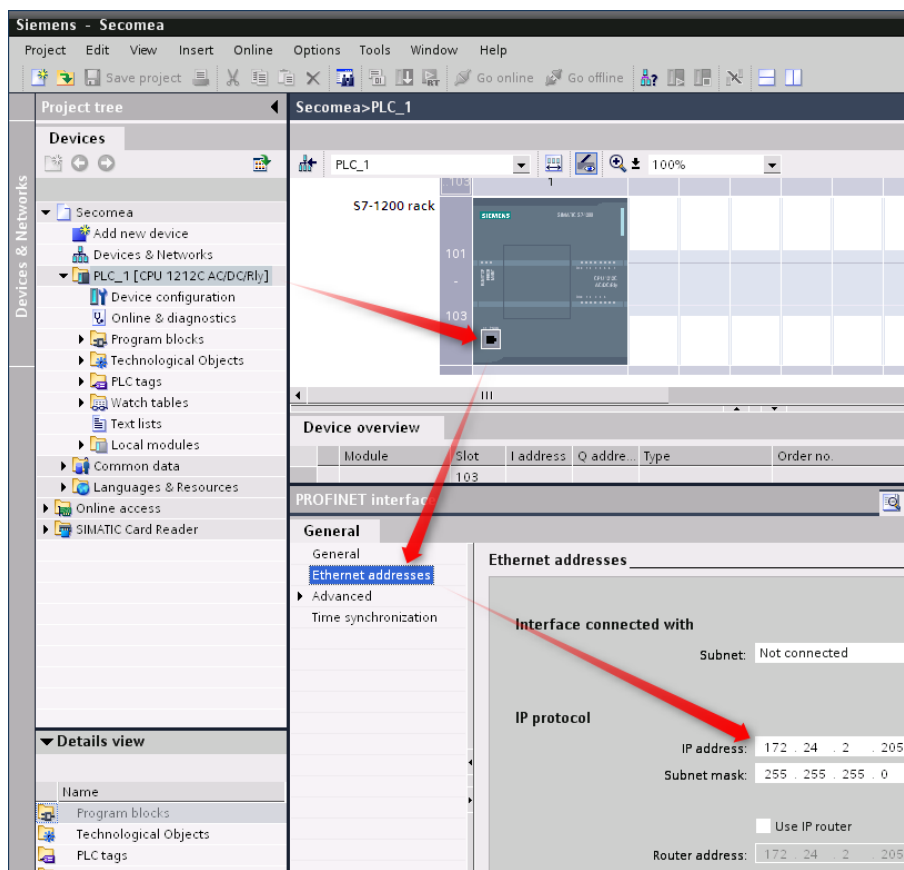 Siemens - Secomea
Project Edit View Insert Online Options Tools Window Help
Save project Go online Go offline
Project tree
Secomea>PLC_1
Devices
PLC_1 100%
Devices & Networks
103 1
S7-1200 rack
SIEMENS
101
-
103
Secomea
Add new device
Devices & Networks
PLC_1 [CPU 1212C AC/DC/Rly]
Device configuration
Online & diagnostics
Program blocks
Technological Objects
PLC tags
Watch tables
Text lists
Local modules
Common data
Languages & Resources
Online access
SIMATIC Card Reader
Device overview
Module Slot I address Q addre... Type Order no.
103
PROFINET interface
General
General
Ethernet addresses
Advanced
Time synchronization
Ethernet addresses
Interface connected with
Subnet: Not connected
IP protocol
IP address: 172 . 24 . 2 . 205
Subnet mask: 255 . 255 . 255 . 0
Use IP router
Router address: 172 . 24 . 2 . 205
Details view
Name
Program blocks
Technological Objects
PLC tags